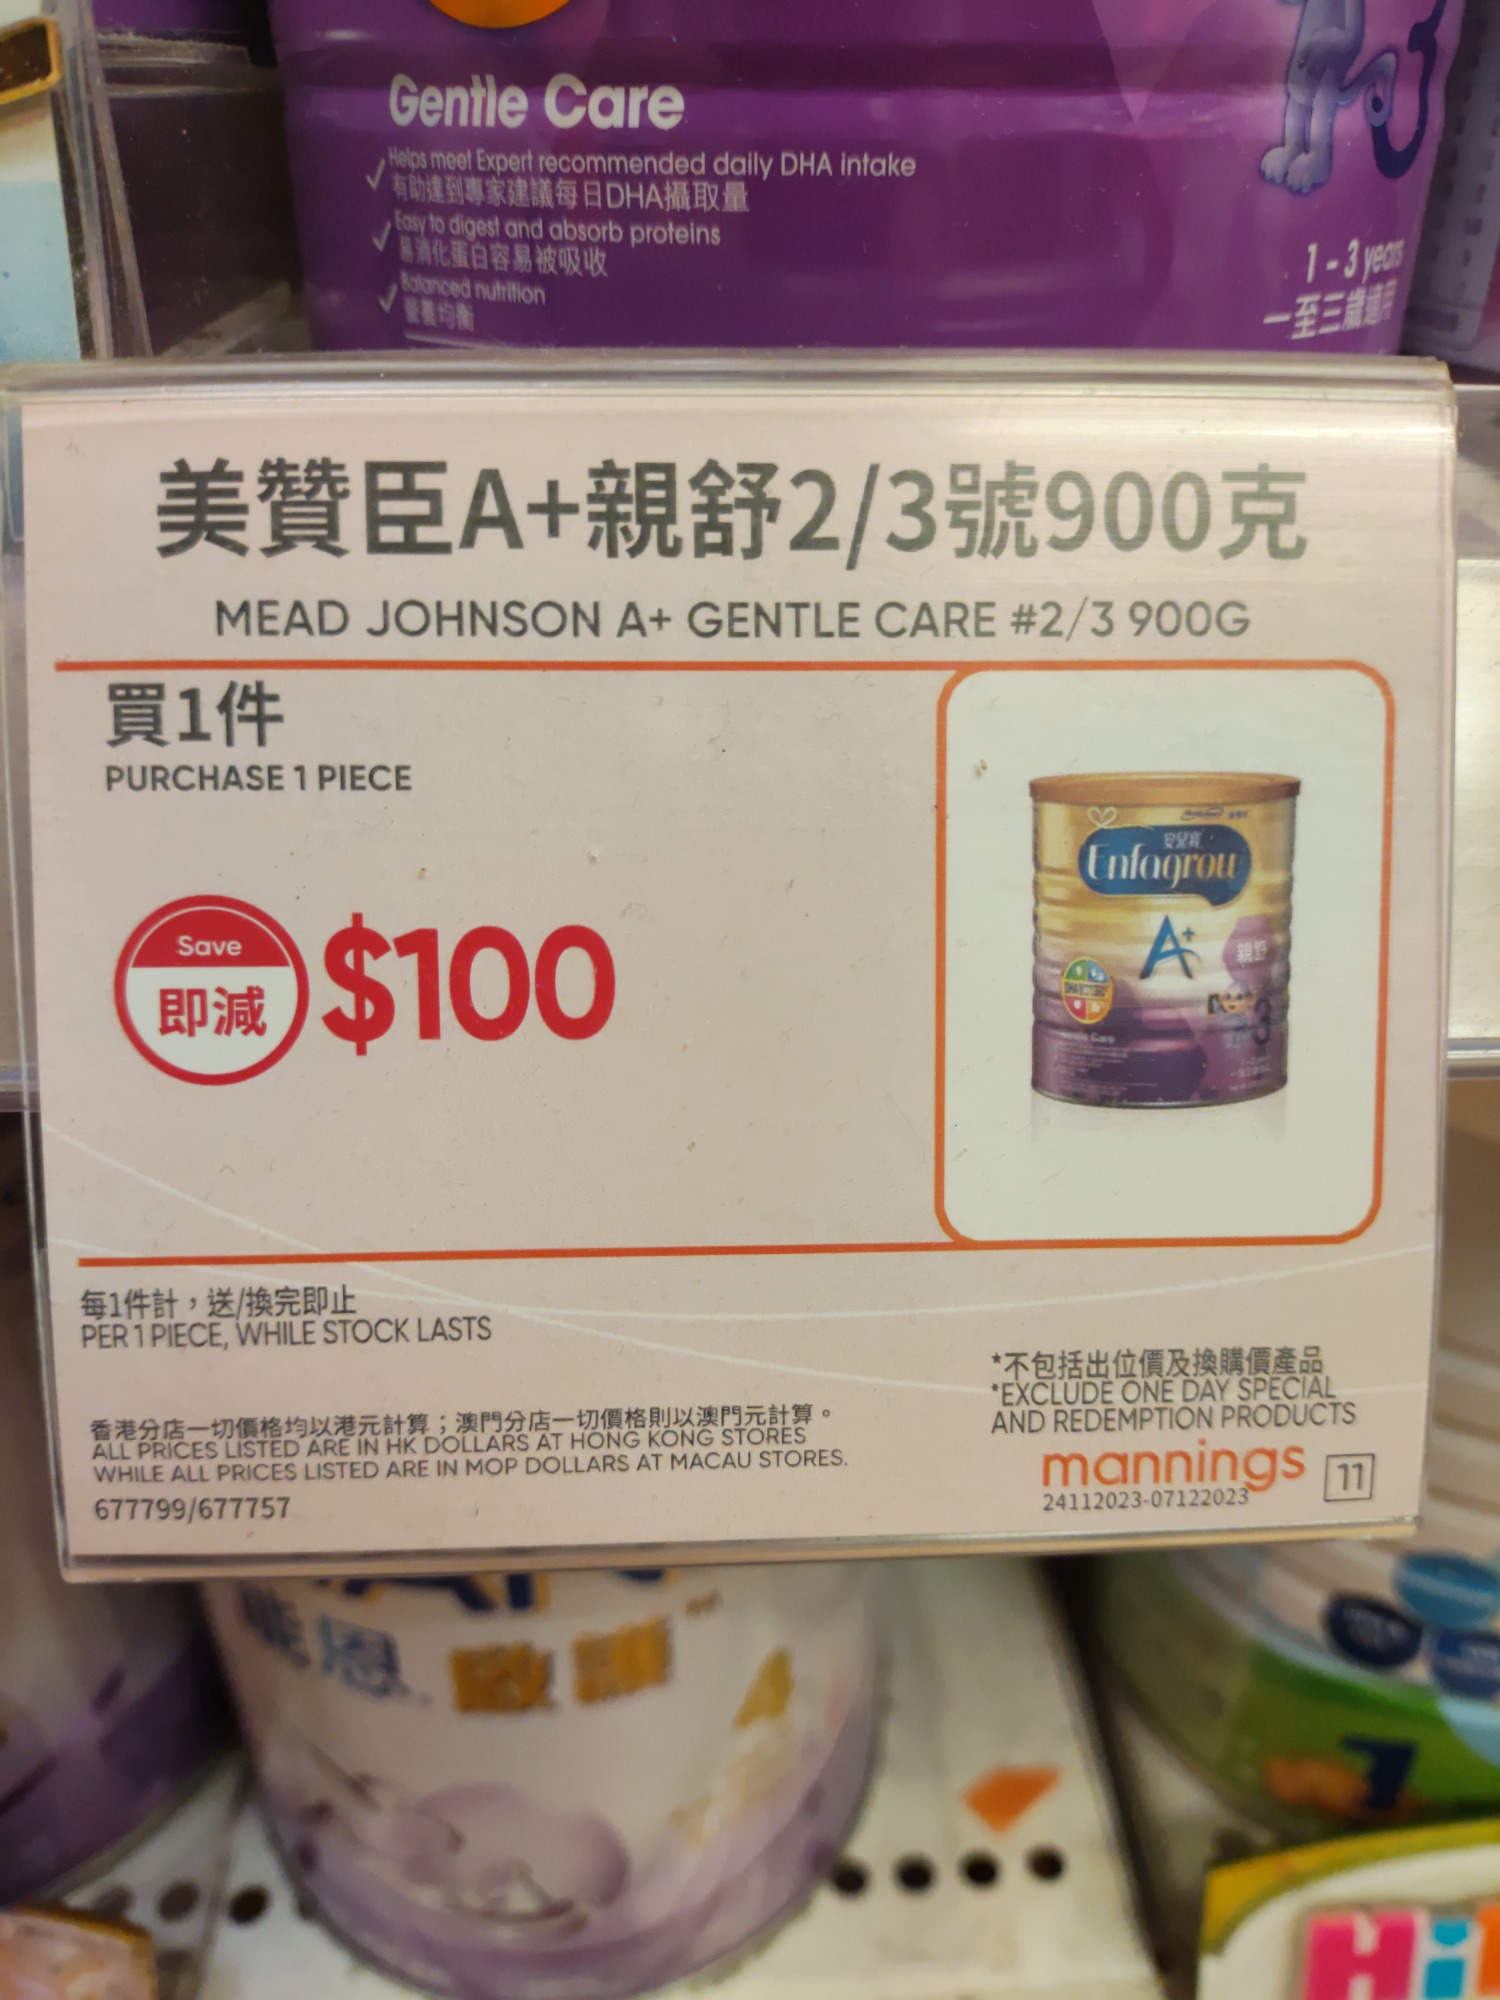 Gentle Care
Helps meet Expert recommended daily DHA intake
有助達到專家建議每日DHA攝取量
Easy to digest and absorb proteins
易消化蛋白容易被吸收
Balanced nutrition
營養均衡
1 - 3 years
一至三歲適用
美贊臣A+親舒2/3號900克
MEAD JOHNSON A+ GENTLE CARE #2/3 900G
買1件
PURCHASE 1 PIECE
Save
即減
$100
安兒寶
Enfagrow
A+
親舒
Gentle Care
3
每1件計，送/換完即止
PER 1 PIECE, WHILE STOCK LASTS
*不包括出位價及換購價產品
*EXCLUDE ONE DAY SPECIAL
AND REDEMPTION PRODUCTS
香港分店一切價格均以港元計算；澳門分店一切價格則以澳門元計算。
ALL PRICES LISTED ARE IN HK DOLLARS AT HONG KONG STORES
WHILE ALL PRICES LISTED ARE IN MOP DOLLARS AT MACAU STORES.
677799/677757
mannings
24112023-07122023
11
能恩
1